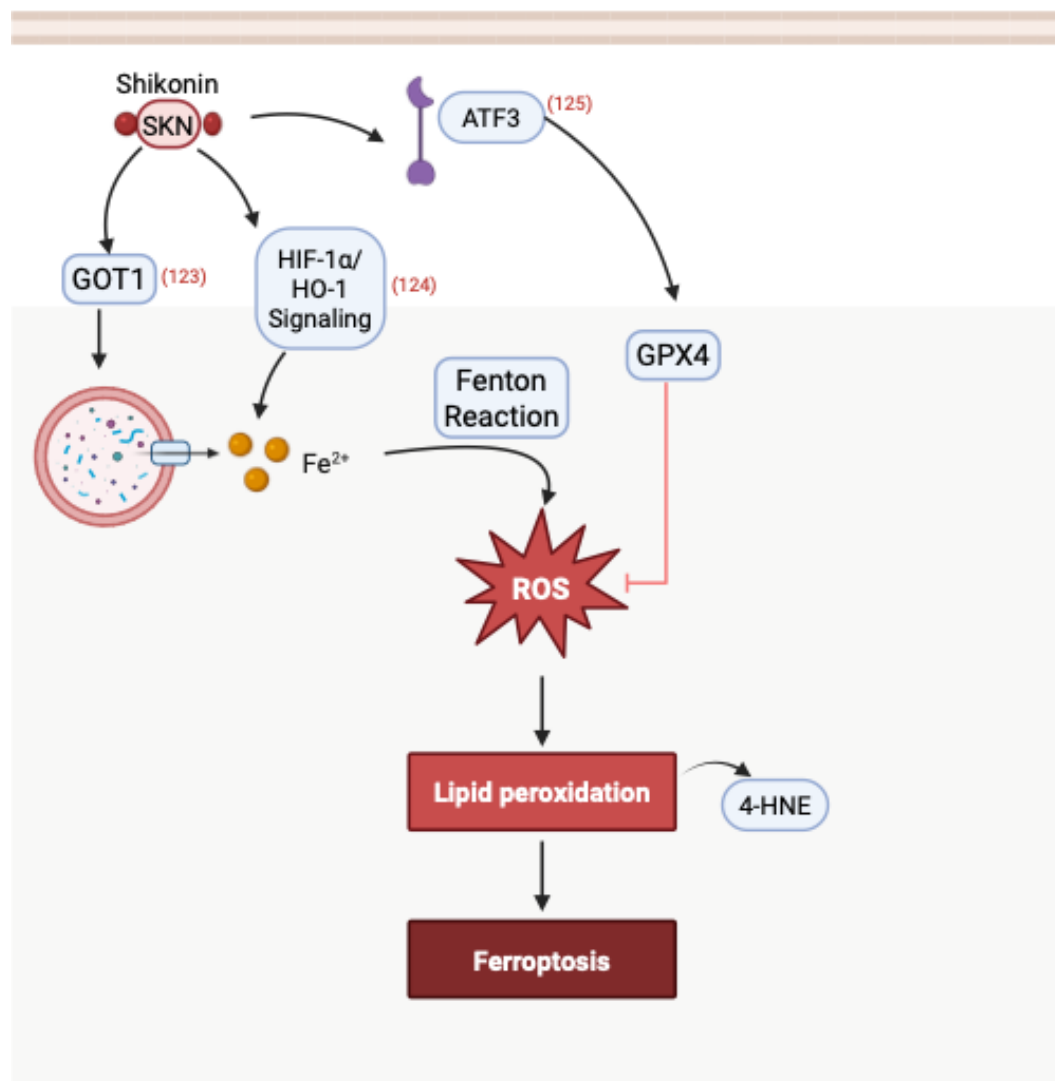 Shikonin
SKN
ATF3
(125)
GOT1
(123)
HIF-1α/
HO-1
Signaling
(124)
GPX4
Fenton
Reaction
Fe²⁺
ROS
Lipid peroxidation
4-HNE
Ferroptosis